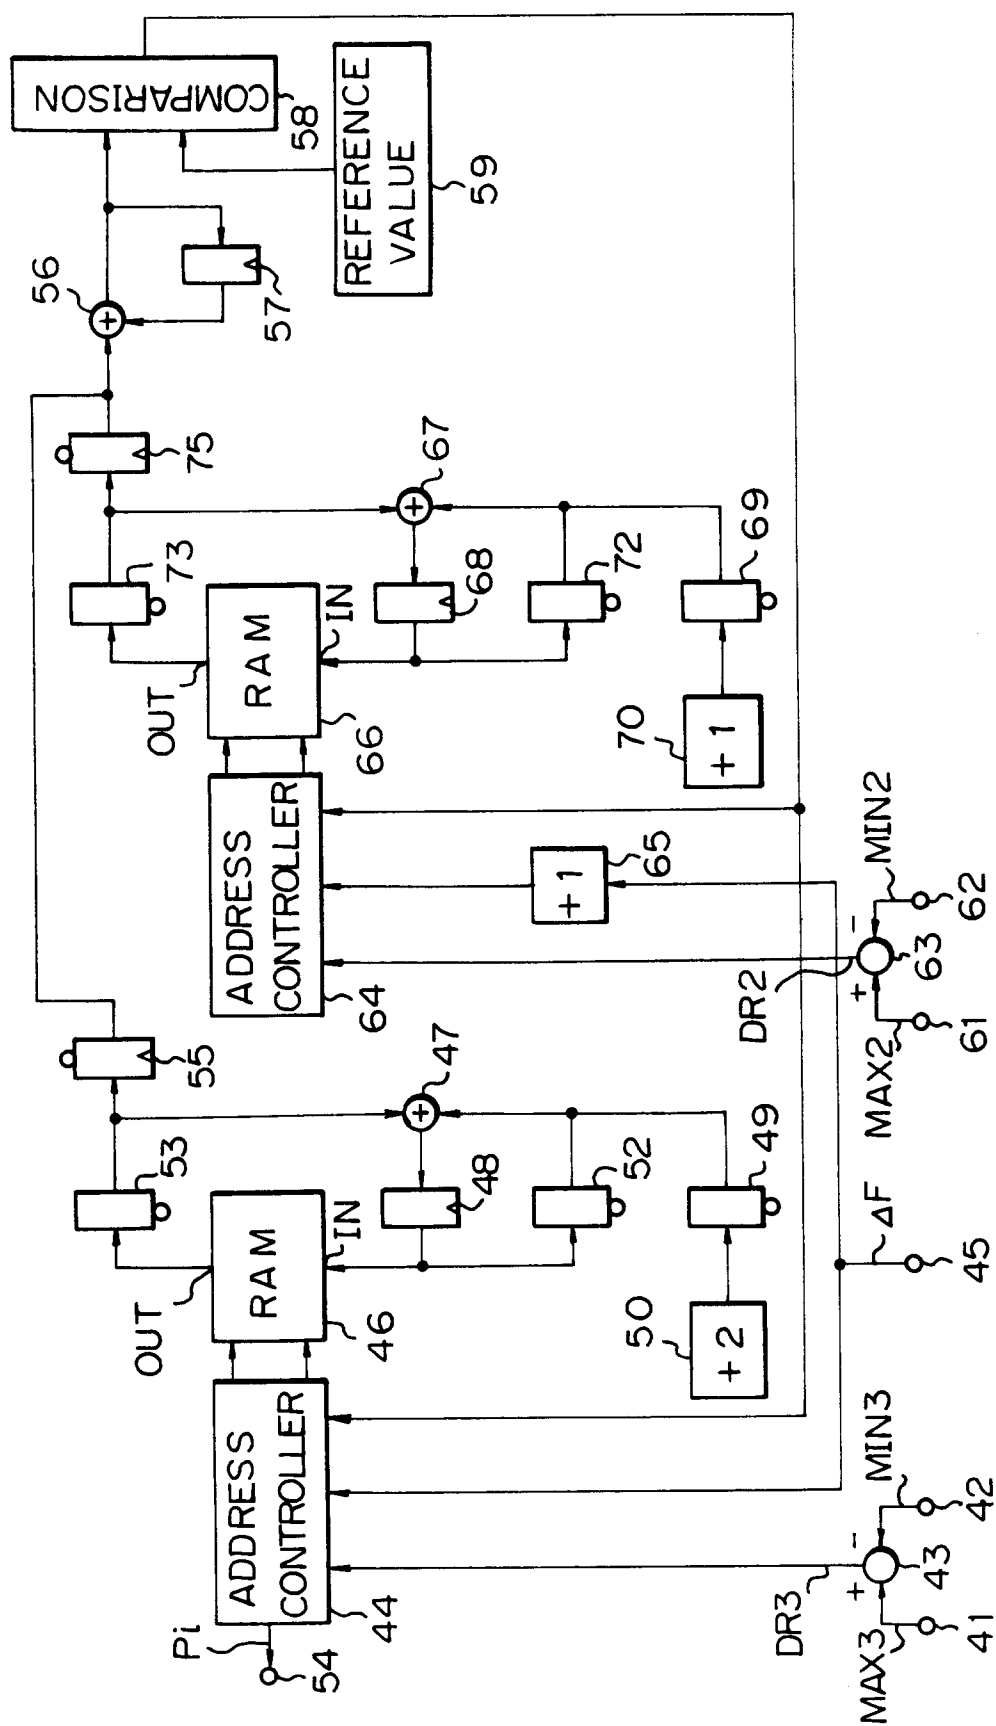 COMPARISON
58
REFERENCE
VALUE
59
56
57
75
73
67
OUT
RAM
IN
66
68
72
69
70
+1
ADDRESS
CONTROLLER
64
+1
65
DR2
MIN2
62
63
+
-
MAX2
61
55
53
47
OUT
RAM
IN
46
48
52
49
50
+2
ΔF
45
ADDRESS
CONTROLLER
44
Pi
54
DR3
MIN3
42
43
+
-
MAX3
41